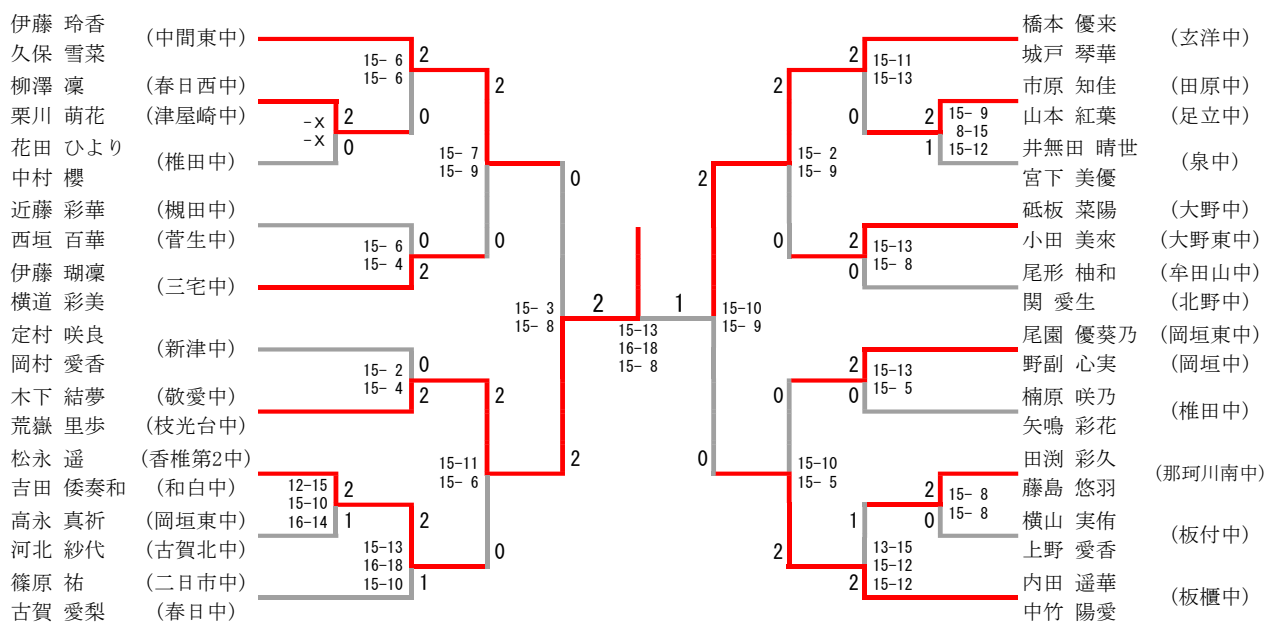 伊藤 玲香
久保 雪菜
(中間東中)
柳澤 凜 (春日西中)
栗川 萌花 (津屋崎中)
花田 ひより
中村 櫻
(椎田中)
近藤 彩華 (槻田中)
西垣 百華 (菅生中)
伊藤 瑚凜
横道 彩美
(三宅中)
定村 咲良
岡村 愛香
(新津中)
木下 結夢 (敬愛中)
荒嶽 里歩 (枝光台中)
松永 遥 (香椎第2中)
吉田 倭奏和 (和白中)
高永 真祈 (岡垣東中)
河北 紗代 (古賀北中)
篠原 祐 (二日市中)
古賀 愛梨 (春日中)
15- 6
15- 6
2
0
-X
-X
2
0
15- 7
15- 9
2
0
15- 6
15- 4
0
2
15- 3
15- 8
0
2
15- 2
15- 4
0
2
15-11
15- 6
2
0
12-15
15-10
16-14
2
1
15-13
16-18
15-10
2
1
2
1
15-13
16-18
15- 8
橋本 優来
城戸 琴華
(玄洋中)
市原 知佳 (田原中)
山本 紅葉 (足立中)
井無田 晴世
宮下 美優
(泉中)
砥板 菜陽 (大野中)
小田 美來 (大野東中)
尾形 柚和 (牟田山中)
関 愛生 (北野中)
尾園 優葵乃 (岡垣東中)
野副 心実 (岡垣中)
楠原 咲乃
矢鳴 彩花
(椎田中)
田渕 彩久
藤島 悠羽
(那珂川南中)
横山 実侑
上野 愛香
(板付中)
内田 遥華
中竹 陽愛
(板櫃中)
2
0
15-11
15-13
2
1
15- 9
8-15
15-12
2
0
15- 2
15- 9
2
0
15-13
15- 8
2
0
15-10
15- 9
2
0
15-13
15- 5
0
2
15-10
15- 5
2
0
15- 8
15- 8
1
2
13-15
15-12
15-12